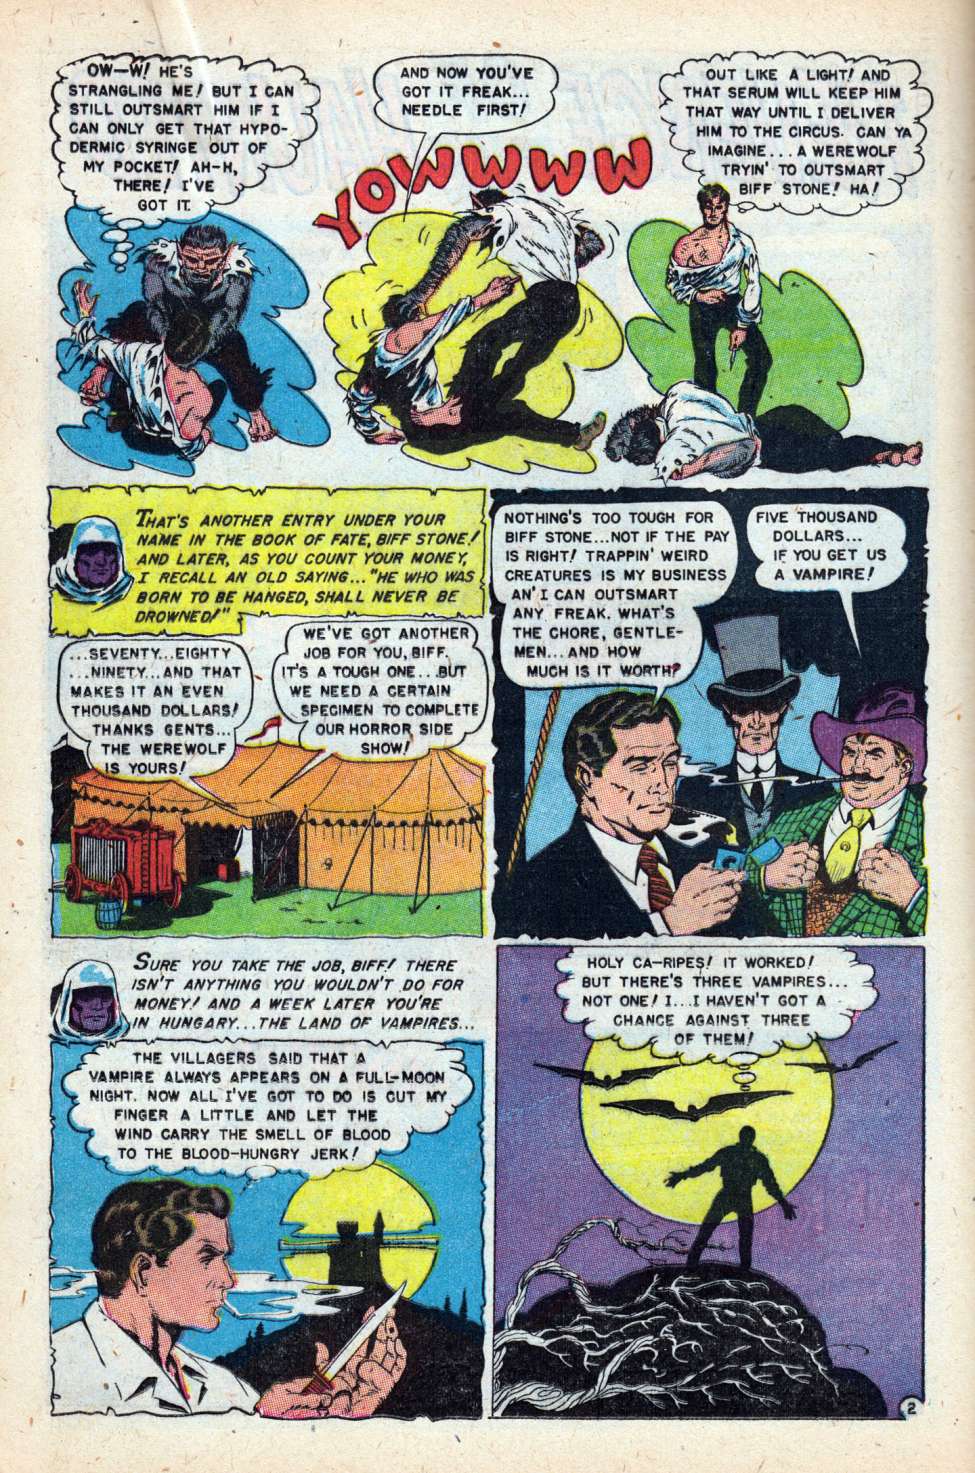 OW—W! HE'S
STRANGLING ME! BUT I CAN
STILL OUTSMART HIM IF I
CAN ONLY GET THAT HYPO-
DERMIC SYRINGE OUT OF
MY POCKET! AH-H,
THERE! I'VE
GOT IT.
AND NOW YOU'VE
GOT IT FREAK...
NEEDLE FIRST!
YOWWWWW
OUT LIKE A LIGHT! AND
THAT SERUM WILL KEEP HIM
THAT WAY UNTIL I DELIVER
HIM TO THE CIRCUS. CAN YA
IMAGINE... A WEREWOLF
TRYIN' TO OUTSMART
BIFF STONE! HA!
THAT'S ANOTHER ENTRY UNDER YOUR
NAME IN THE BOOK OF FATE, BIFF STONE!
AND LATER, AS YOU COUNT YOUR MONEY,
I RECALL AN OLD SAYING... "HE WHO WAS
BORN TO BE HANGED, SHALL NEVER BE
DROWNED!"
...SEVENTY...EIGHTY
...NINETY...AND THAT
MAKES IT AN EVEN
THOUSAND DOLLARS!
THANKS GENTS...
THE WEREWOLF
IS YOURS!
WE'VE GOT ANOTHER
JOB FOR YOU, BIFF.
IT'S A TOUGH ONE...BUT
WE NEED A CERTAIN
SPECIMEN TO COMPLETE
OUR HORROR SIDE
SHOW!
NOTHING'S TOO TOUGH FOR
BIFF STONE...NOT IF THE PAY
IS RIGHT! TRAPPIN' WEIRD
CREATURES IS MY BUSINESS
AN' I CAN OUTSMART
ANY FREAK. WHAT'S
THE CHORE, GENTLE-
MEN...AND HOW
MUCH IS IT WORTH?
FIVE THOUSAND
DOLLARS...
IF YOU GET US
A VAMPIRE!
SURE YOU TAKE THE JOB, BIFF! THERE
ISN'T ANYTHING YOU WOULDN'T DO FOR
MONEY! AND A WEEK LATER YOU'RE
IN HUNGARY...THE LAND OF VAMPIRES...
THE VILLAGERS SAID THAT A
VAMPIRE ALWAYS APPEARS ON A FULL-MOON
NIGHT. NOW ALL I'VE GOT TO DO IS CUT MY
FINGER A LITTLE AND LET THE
WIND CARRY THE SMELL OF BLOOD
TO THE BLOOD-HUNGRY JERK!
HOLY CA-RIPES! IT WORKED!
BUT THERE'S THREE VAMPIRES...
NOT ONE! I...I HAVEN'T GOT A
CHANCE AGAINST THREE
OF THEM!
2